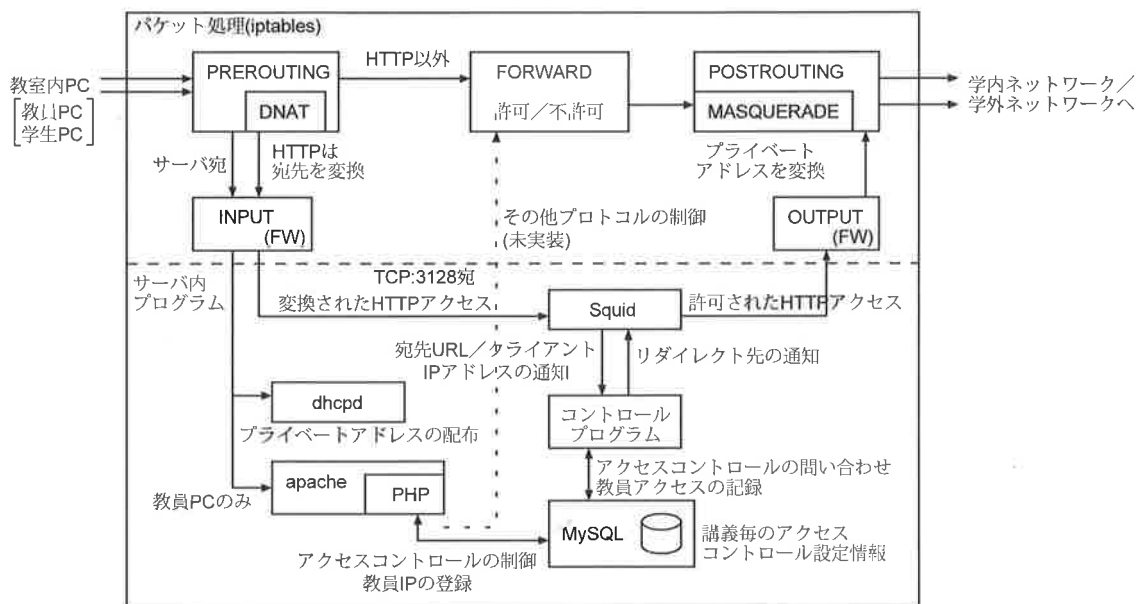 パケット処理(iptables)
教室内PC
教員PC
学生PC
PREROUTING
DNAT
HTTP以外
FORWARD
許可／不許可
POSTROUTING
MASQUERADE
学内ネットワーク／
学外ネットワークへ
サーバ宛
HTTPは
宛先を変換
プライベート
アドレスを変換
INPUT
(FW)
その他プロトコルの制御
(未実装)
OUTPUT
(FW)
サーバ内
プログラム
TCP:3128宛
変換されたHTTPアクセス
Squid
許可されたHTTPアクセス
宛先URL／クライアント
IPアドレスの通知
リダイレクト先の通知
dhcpd
プライベートアドレスの配布
コントロール
プログラム
アクセスコントロールの問い合わせ
教員アクセスの記録
教員PCのみ
apache
PHP
MySQL
講義毎のアクセス
コントロール設定情報
アクセスコントロールの制御
教員IPの登録